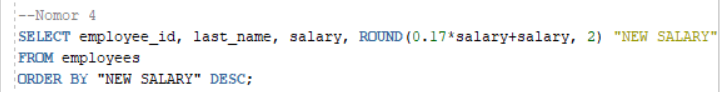 --Nomor 4
SELECT employee_id, last_name, salary, ROUND(0.17*salary+salary, 2) "NEW SALARY"
FROM employees
ORDER BY "NEW SALARY" DESC;